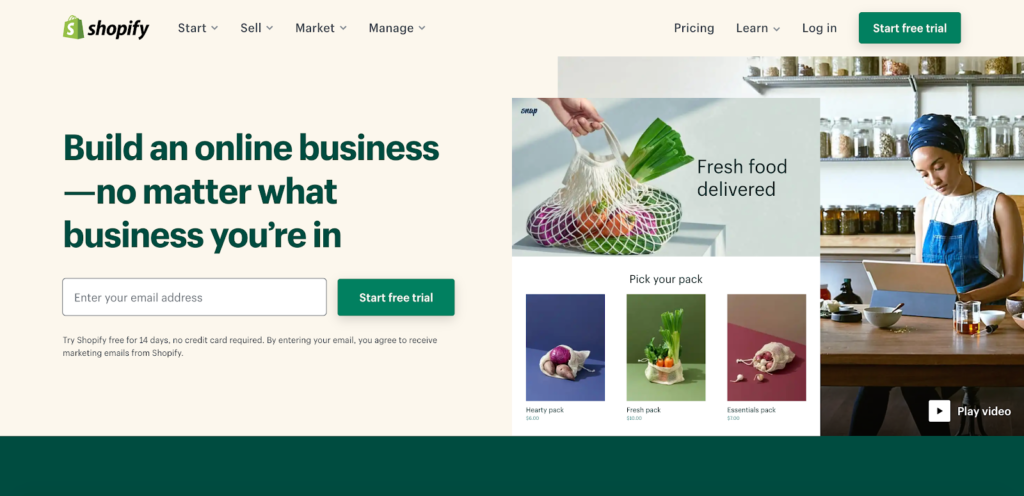 shopify
Start
Sell
Market
Manage
Pricing
Learn
Log in
Start free trial
Build an online business
—no matter what
business you're in
Enter your email address
Start free trial
Try Shopify free for 14 days, no credit card required. By entering your email, you agree to receive
marketing emails from Shopify.
Fresh food
delivered
Pick your pack
Hearty pack
$6.00
Fresh pack
$10.00
Essentials pack
$7.00
Play video